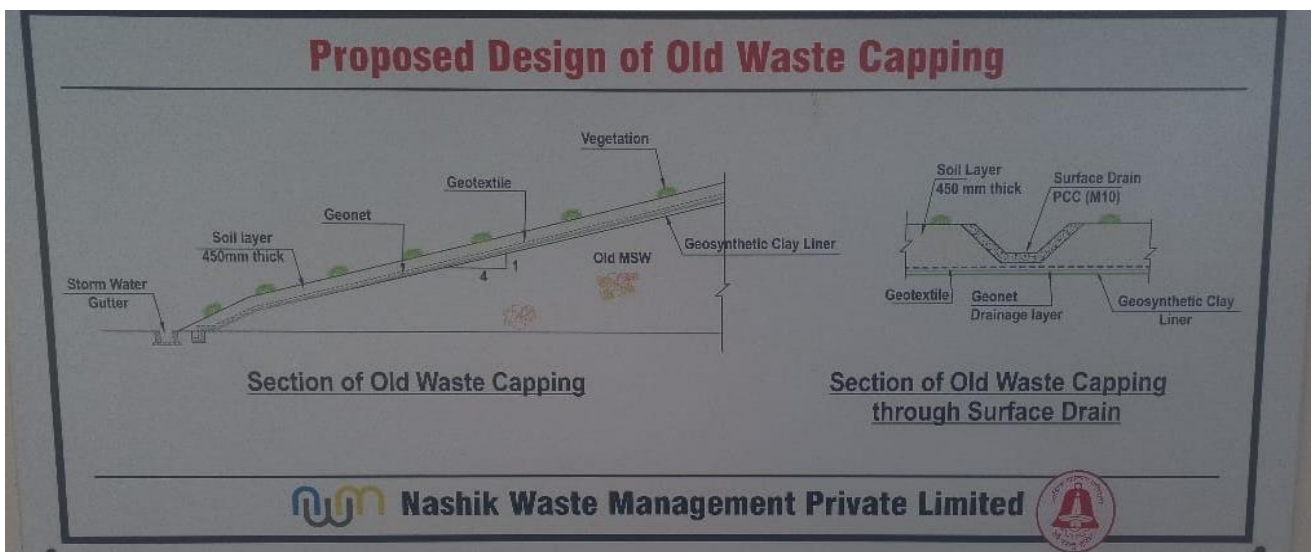 Proposed Design of Old Waste Capping
Vegetation
Geotextile
Geonet
Soil layer
450mm thick
Storm Water
Gutter
4
1
Old MSW
Geosynthetic Clay Liner
Section of Old Waste Capping
Soil Layer
450 mm thick
Surface Drain
PCC (M10)
Geotextile
Geonet
Drainage layer
Geosynthetic Clay
Liner
Section of Old Waste Capping
through Surface Drain
Nashik Waste Management Private Limited